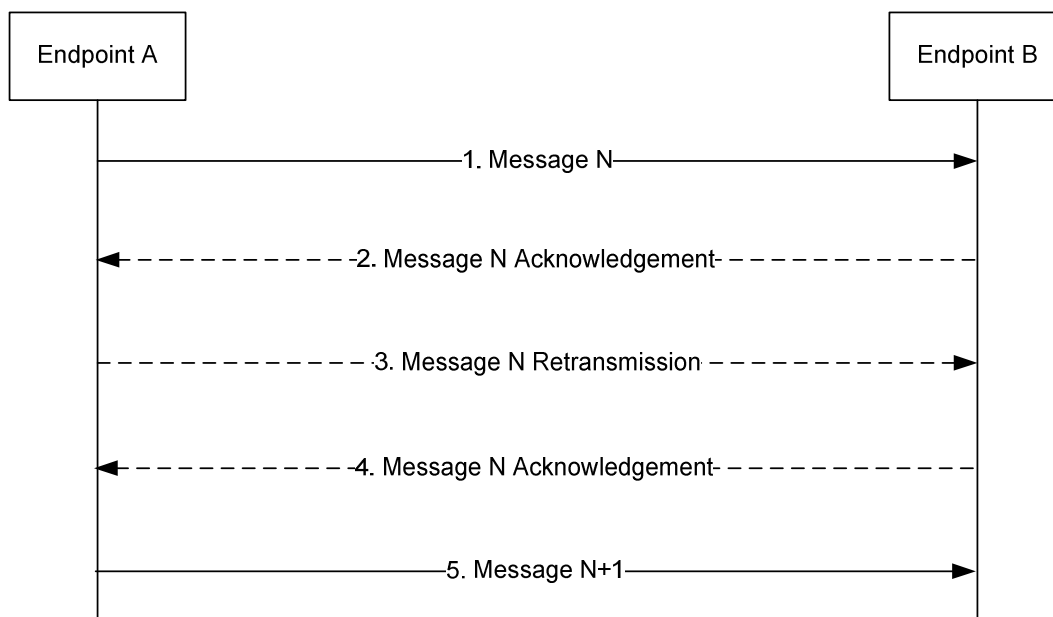 Endpoint A
Endpoint B
1. Message N
2. Message N Acknowledgement
3. Message N Retransmission
4. Message N Acknowledgement
5. Message N+1